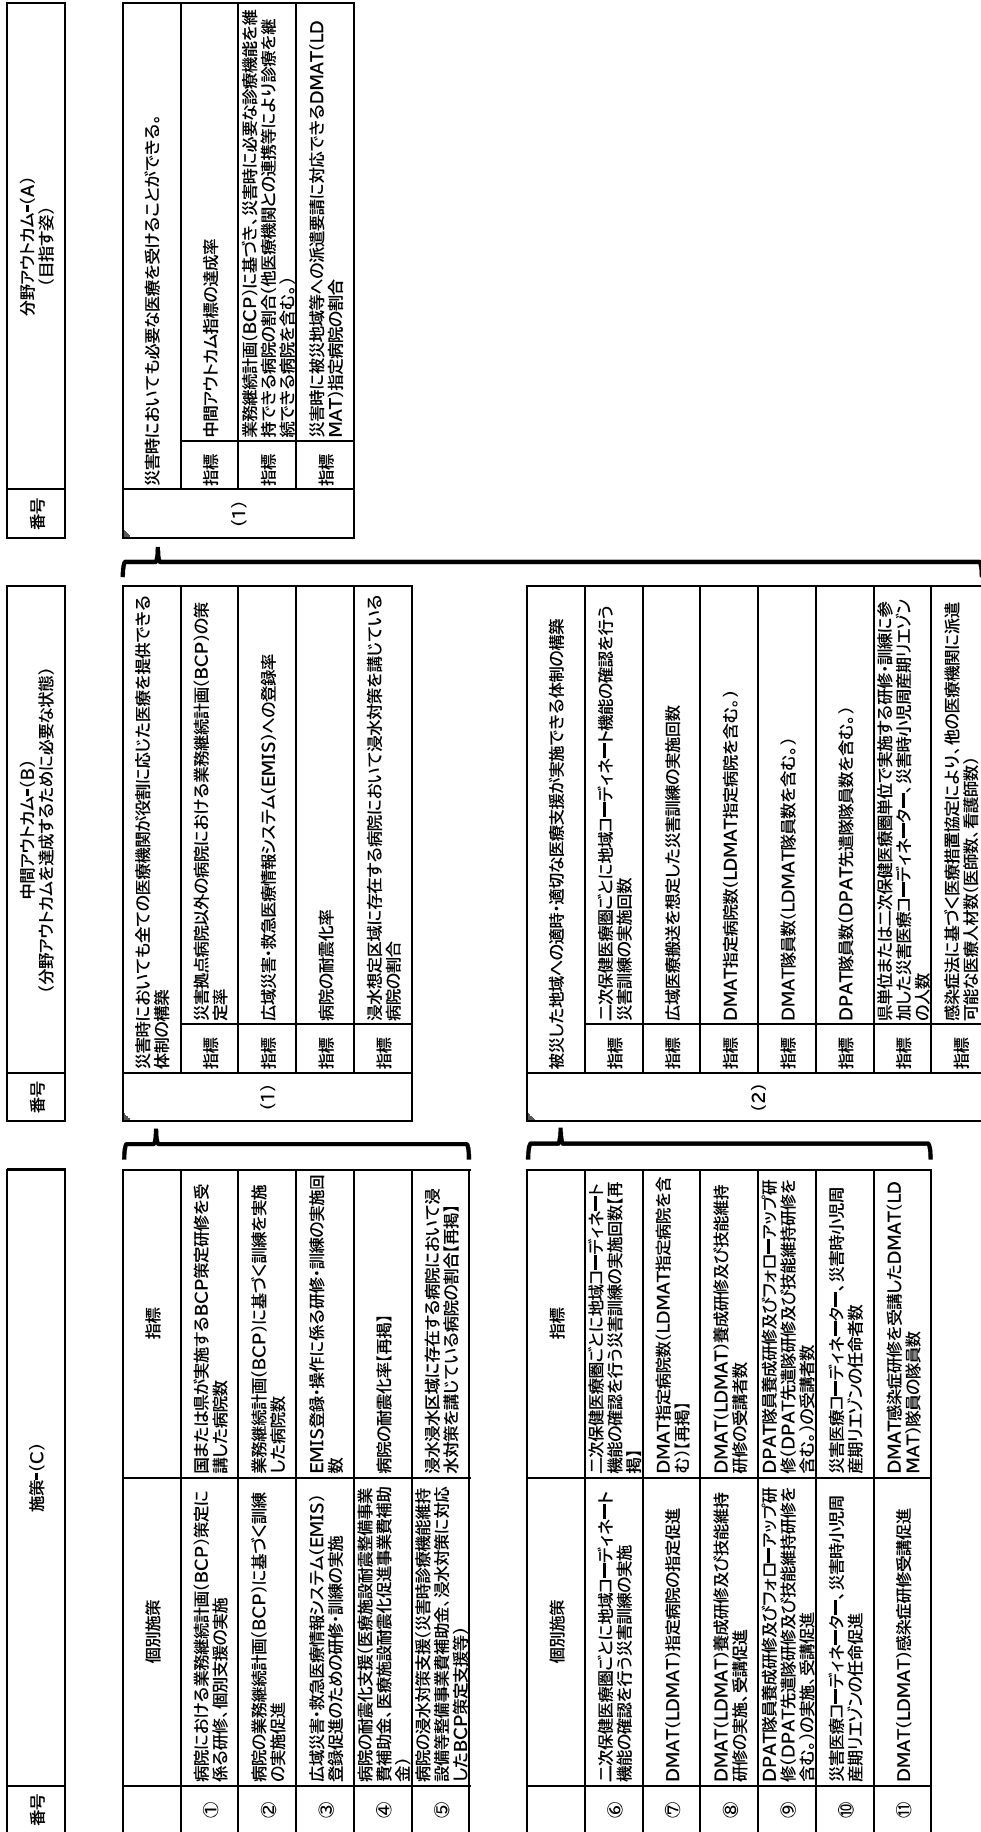 番号
施策-(C)
番号
中間アウトカム-(B)
(分野アウトカムを達成するために必要な状態)
番号
分野アウトカム-(A)
(目指す姿)
個別施策
指標
①
病院における業務継続計画(BCP)策定に
係る研修、個別支援の実施
国または県が実施するBCP策定研修を受
講した病院数
②
病院の業務継続計画(BCP)に基づく訓練
の実施促進
業務継続計画(BCP)に基づく訓練を実施
した病院数
③
広域災害・救急医療情報システム(EMIS)
登録促進のための研修・訓練の実施
EMIS登録・操作に係る研修・訓練の実施回
数
④
病院の耐震化支援(医療施設耐震整備事業
費補助金、医療施設耐震化促進事業費補助
金)
病院の耐震化率【再掲】
⑤
病院の浸水対策支援(災害時診療機能維持
設備等整備事業費補助金、浸水対策に対応
したBCP策定支援等)
浸水浸水区域に存在する病院において浸
水対策を講じている病院の割合【再掲】
個別施策
指標
⑥
二次保健医療圏ごとに地域コーディネート
機能の確認を行う災害訓練の実施
二次保健医療圏ごとに地域コーディネート
機能の確認を行う災害訓練の実施回数【再
掲】
⑦
DMAT(LDMAT)指定病院の指定促進
DMAT指定病院数(LDMAT指定病院を含
む)【再掲】
⑧
DMAT(LDMAT)養成研修及び技能維持
研修の実施、受講促進
DMAT(LDMAT)養成研修及び技能維持
研修の受講者数
⑨
DPAT隊員養成研修及びフォローアップ研
修(DPAT先遣隊研修及び技能維持研修を
含む。)の実施、受講促進
DPAT隊員養成研修及びフォローアップ研
修(DPAT先遣隊研修及び技能維持研修を
含む。)の受講者数
⑩
災害医療コーディネーター、災害時小児周
産期リエゾンの任命促進
災害医療コーディネーター、災害時小児周
産期リエゾンの任命者数
⑪
DMAT(LDMAT)感染症研修受講促進
DMAT感染症研修を受講したDMAT(LD
MAT)隊員の隊員数
(1)
災害時においても全ての医療機関が役割に応じた医療を提供できる
体制の構築
指標
災害拠点病院以外の病院における業務継続計画(BCP)の策
定率
指標
広域災害・救急医療情報システム(EMIS)への登録率
指標
病院の耐震化率
指標
浸水想定区域に存在する病院において浸水対策を講じている
病院の割合
(2)
被災した地域への適時・適切な医療支援が実施できる体制の構築
指標
二次保健医療圏ごとに地域コーディネート機能の確認を行う
災害訓練の実施回数
指標
広域医療搬送を想定した災害訓練の実施回数
指標
DMAT指定病院数(LDMAT指定病院を含む。)
指標
DMAT隊員数(LDMAT隊員数を含む。)
指標
DPAT隊員数(DPAT先遣隊隊員数を含む。)
指標
県単位または二次保健医療圏単位で実施する研修・訓練に参
加した災害医療コーディネーター、災害時小児周産期リエゾン
の人数
指標
感染症法に基づく医療措置協定により、他の医療機関に派遣
可能な医療人材数(医師数、看護師数)
(1)
災害時においても必要な医療を受けることができる。
指標
中間アウトカム指標の達成率
指標
業務継続計画(BCP)に基づき、災害時に必要な診療機能を維
持できる病院の割合(他医療機関との連携等により診療を継
続できる病院を含む。)
指標
災害時に被災地域等への派遣要請に対応できるDMAT(LD
MAT)指定病院の割合